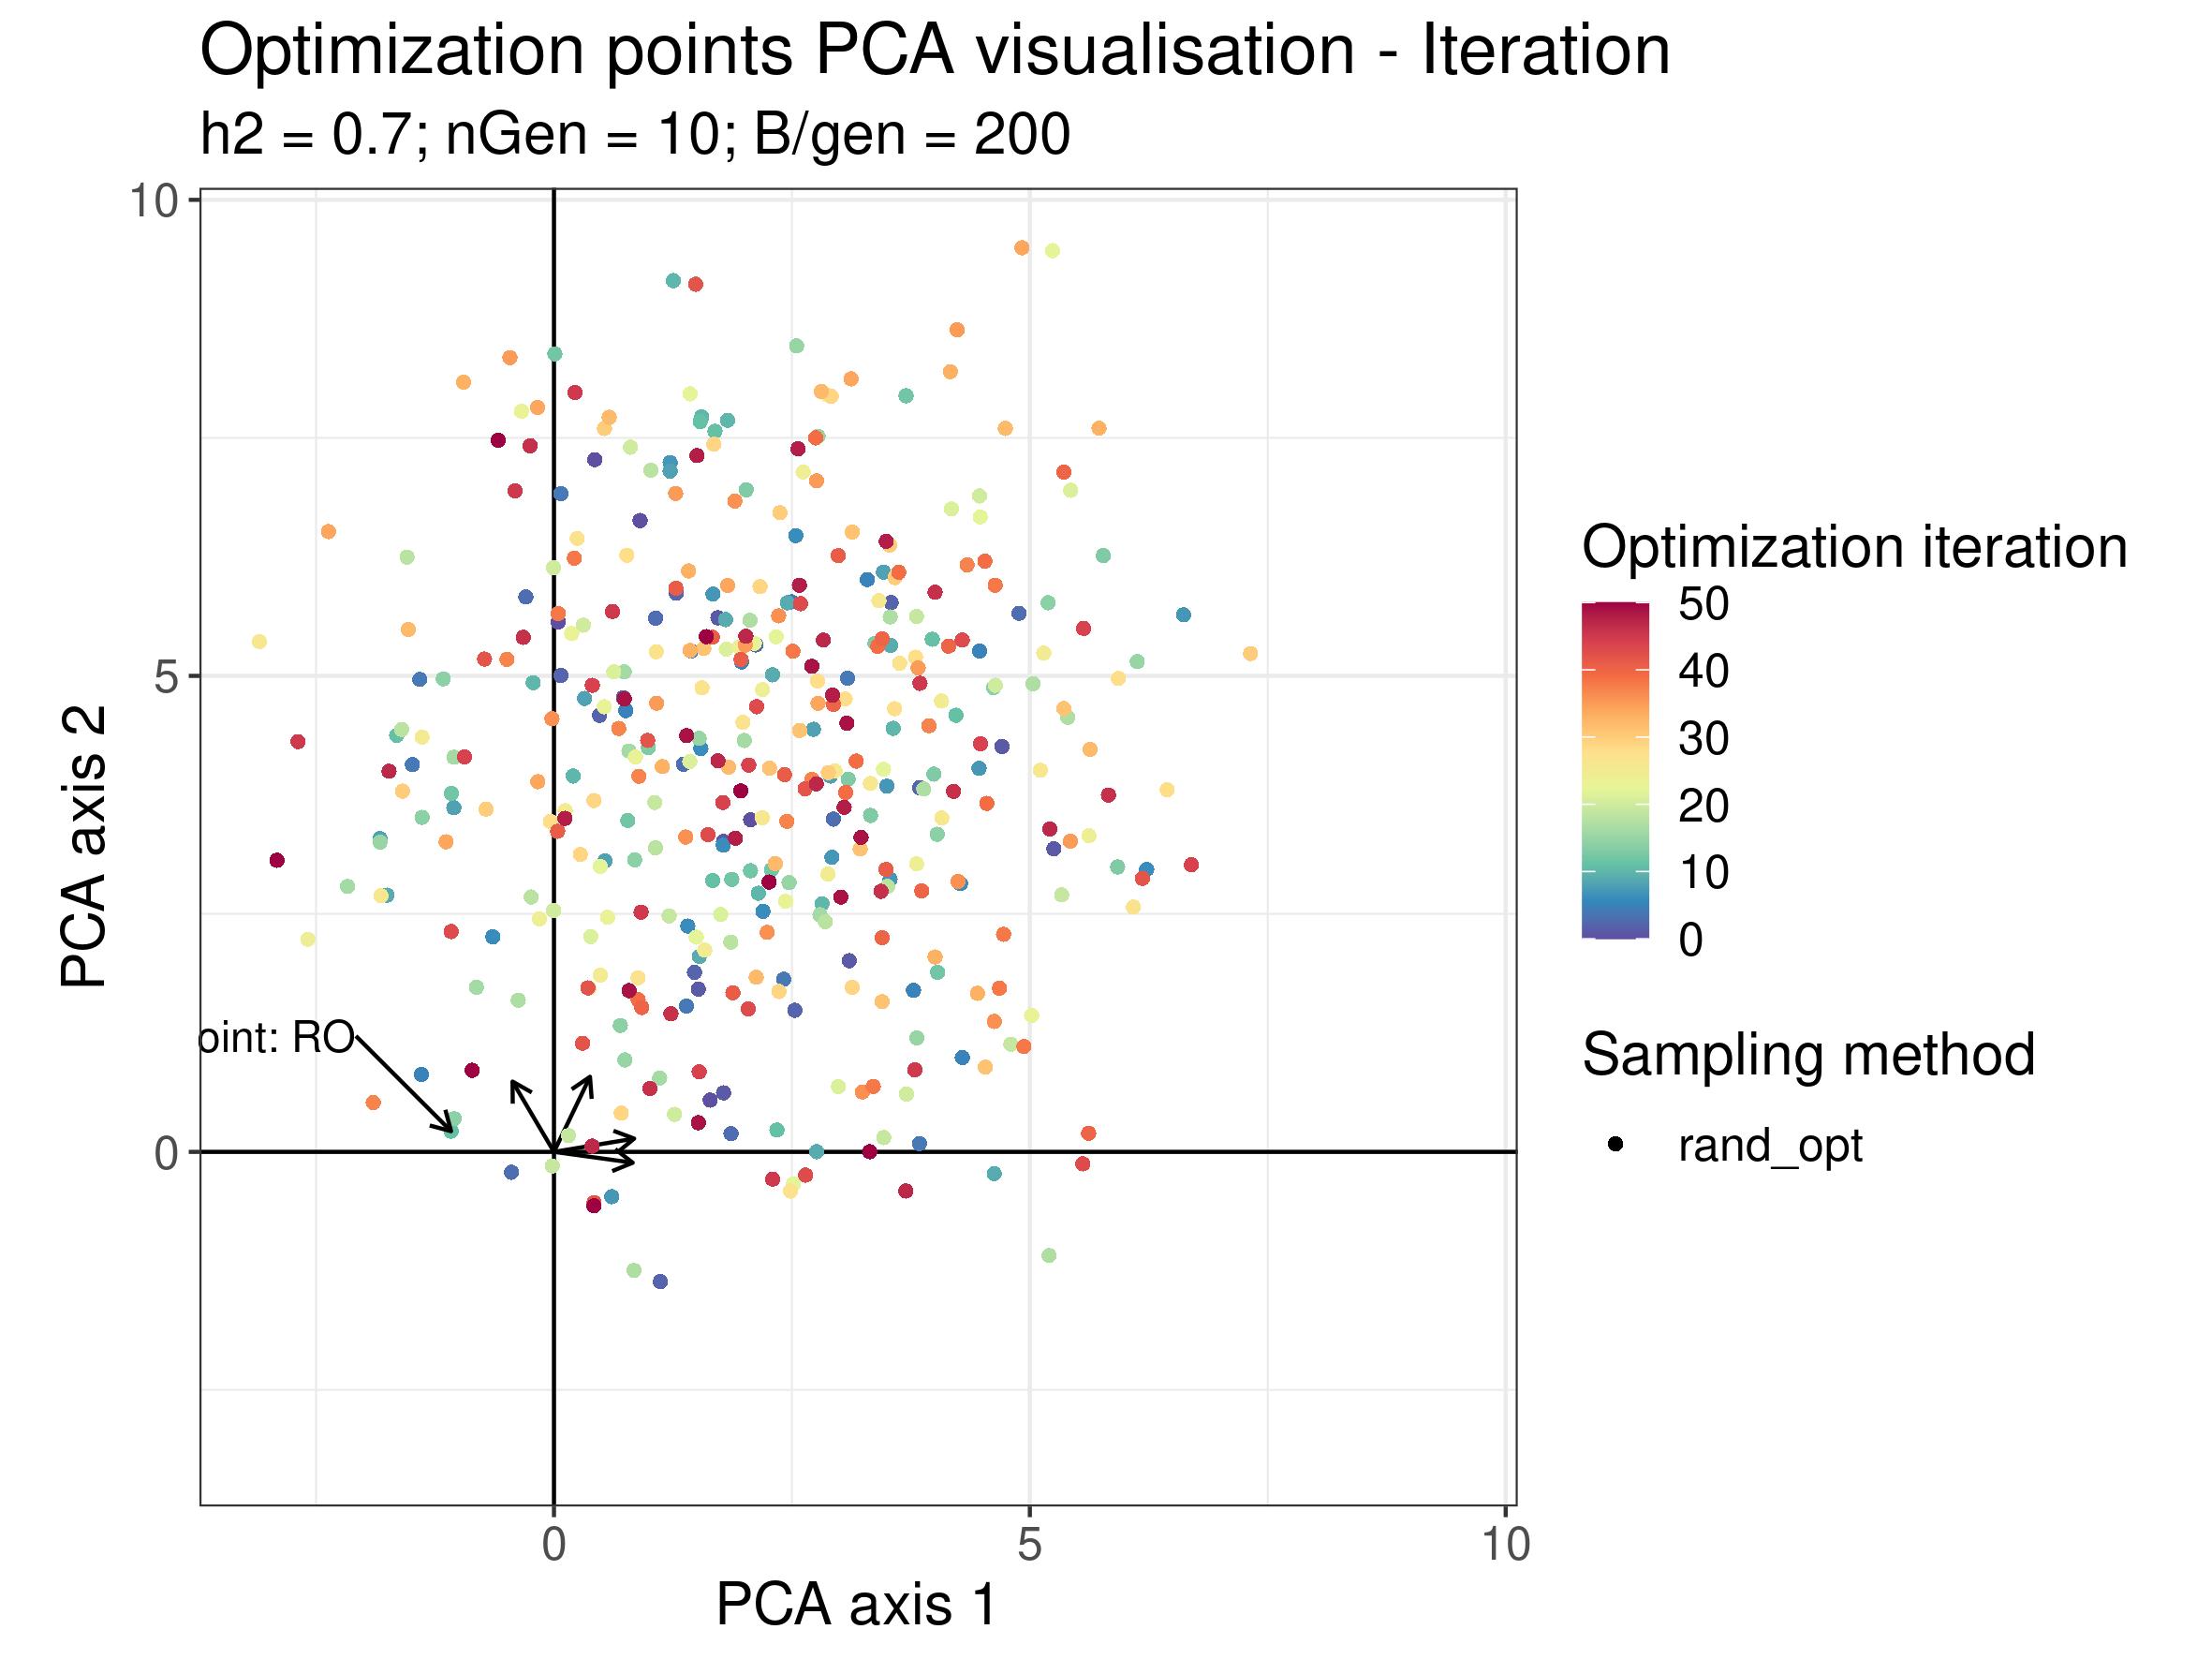 Optimization points PCA visualisation - Iteration
h2 = 0.7; nGen = 10; B/gen = 200
10
5
0
PCA axis 2
oint: RO
0
5
10
PCA axis 1
Optimization iteration
50
40
30
20
10
0
Sampling method
rand_opt